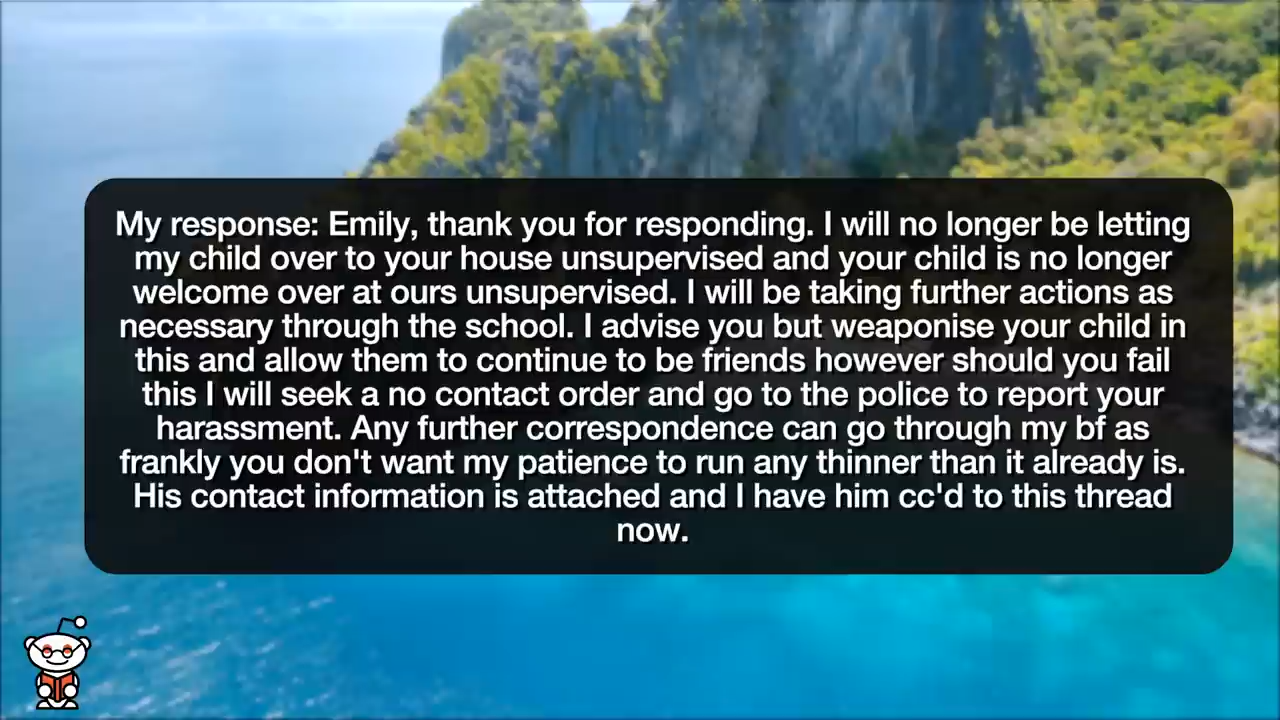 My response: Emily, thank you for responding. I will no longer be letting
my child over to your house unsupervised and your child is no longer
welcome over at ours unsupervised. I will be taking further actions as
necessary through the school. I advise you but weaponise your child in
this and allow them to continue to be friends however should you fail
this I will seek a no contact order and go to the police to report your
harassment. Any further correspondence can go through my bf as
frankly you don't want my patience to run any thinner than it already is.
His contact information is attached and I have him cc'd to this thread
now.